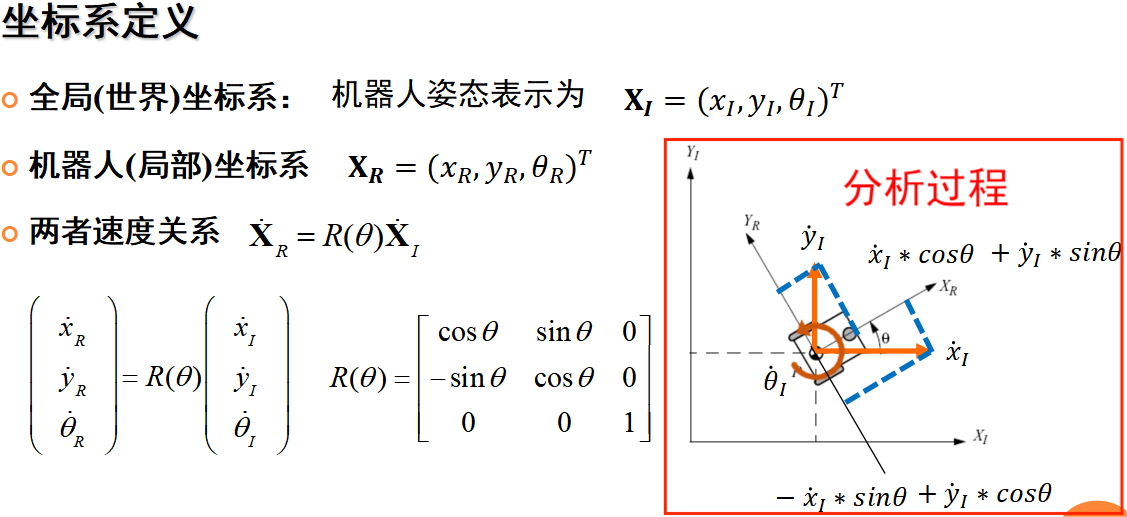 坐标系定义
全局(世界)坐标系： 机器人姿态表示为 𝐗_I = (x_I, y_I, θ_I)^T
机器人(局部)坐标系 𝐗_R = (x_R, y_R, θ_R)^T
两者速度关系 Ẋ_R = R(θ)Ẋ_I
( ẋ_R ẏ_R θ̇_R ) = R(θ) ( ẋ_I ẏ_I θ̇_I )
R(θ) =
cosθ sinθ 0
−sinθ cosθ 0
0 0 1
分析过程
Y_I
Y_R
ẏ_I
ẋ_I * cosθ + ẏ_I * sinθ
X_R
θ
ẋ_I
θ̇_I
X_I
− ẋ_I * sinθ + ẏ_I * cosθ